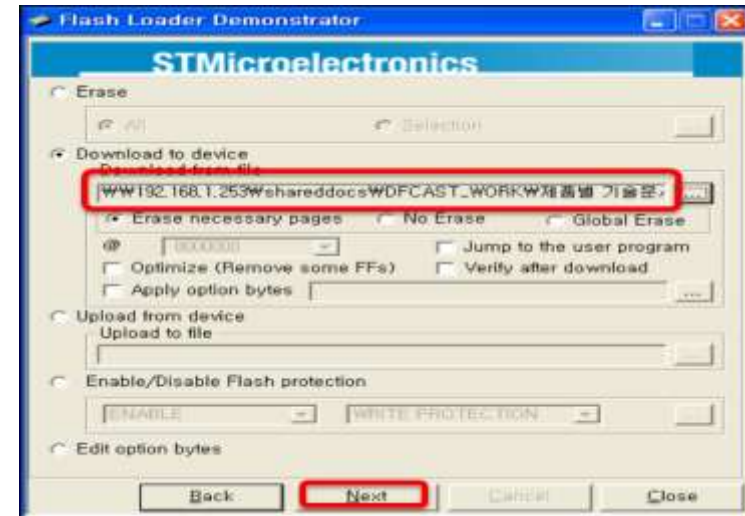 Flash Loader Demonstrator
STMicroelectronics
Erase
All Selection ...
Download to device
Download from file
₩₩192.168.1.253₩shareddocs₩DFCAST_WORK₩제품별 기술문 ...
Erase necessary pages No Erase Global Erase
@ 0000000 Jump to the user program
Optimize (Remove some FFs) Verify after download
Apply option bytes ...
Upload from device
Upload to file
Enable/Disable Flash protection
ENABLE WRITE PROTECTION
Edit option bytes
Back Next Cancel Close